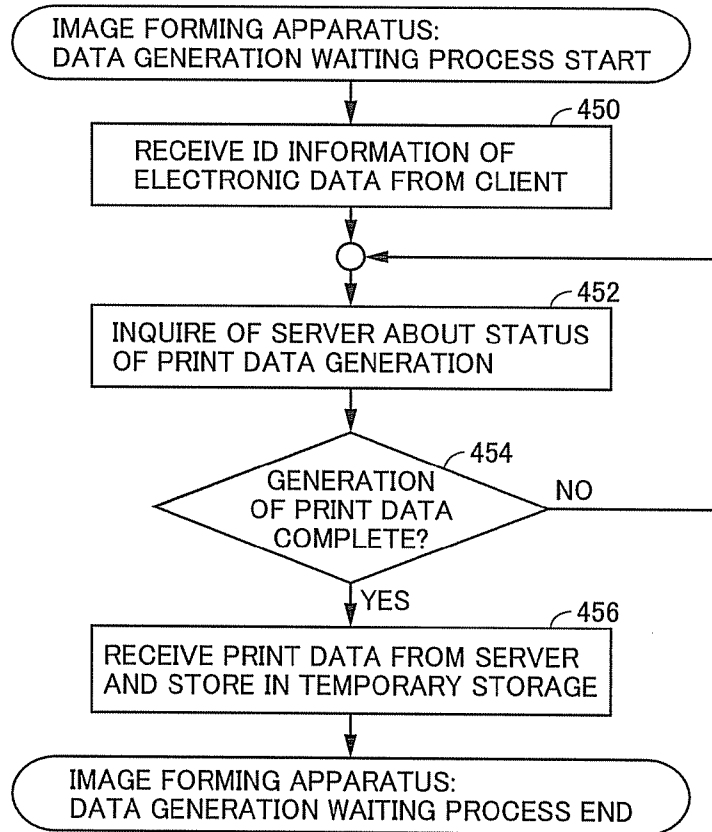 IMAGE FORMING APPARATUS:
DATA GENERATION WAITING PROCESS START
450
RECEIVE ID INFORMATION OF
ELECTRONIC DATA FROM CLIENT
452
INQUIRE OF SERVER ABOUT STATUS
OF PRINT DATA GENERATION
454
GENERATION
OF PRINT DATA
COMPLETE?
NO
YES
456
RECEIVE PRINT DATA FROM SERVER
AND STORE IN TEMPORARY STORAGE
IMAGE FORMING APPARATUS:
DATA GENERATION WAITING PROCESS END